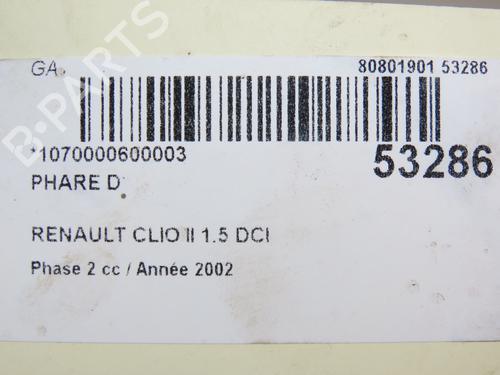 GA
80801901 53286
*1070000600003
53286
PHARE D
RENAULT CLIO II 1.5 DCI
Phase 2 cc / Année 2002
B-PARTS